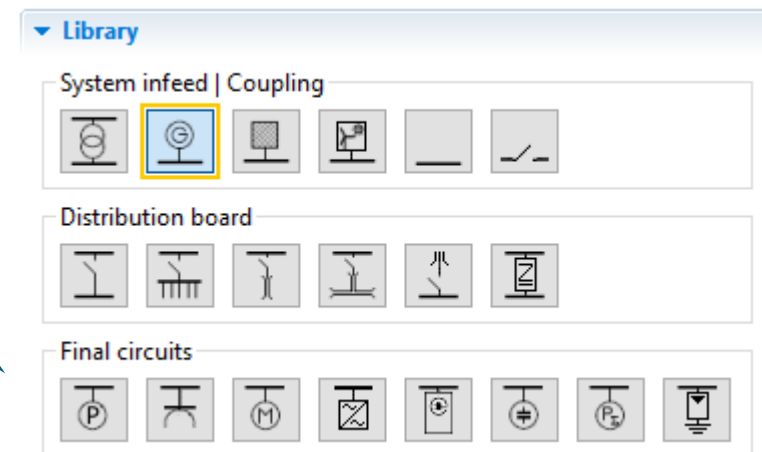 Library
System infeed | Coupling
G
Distribution board
Z
Final circuits
P
M
P